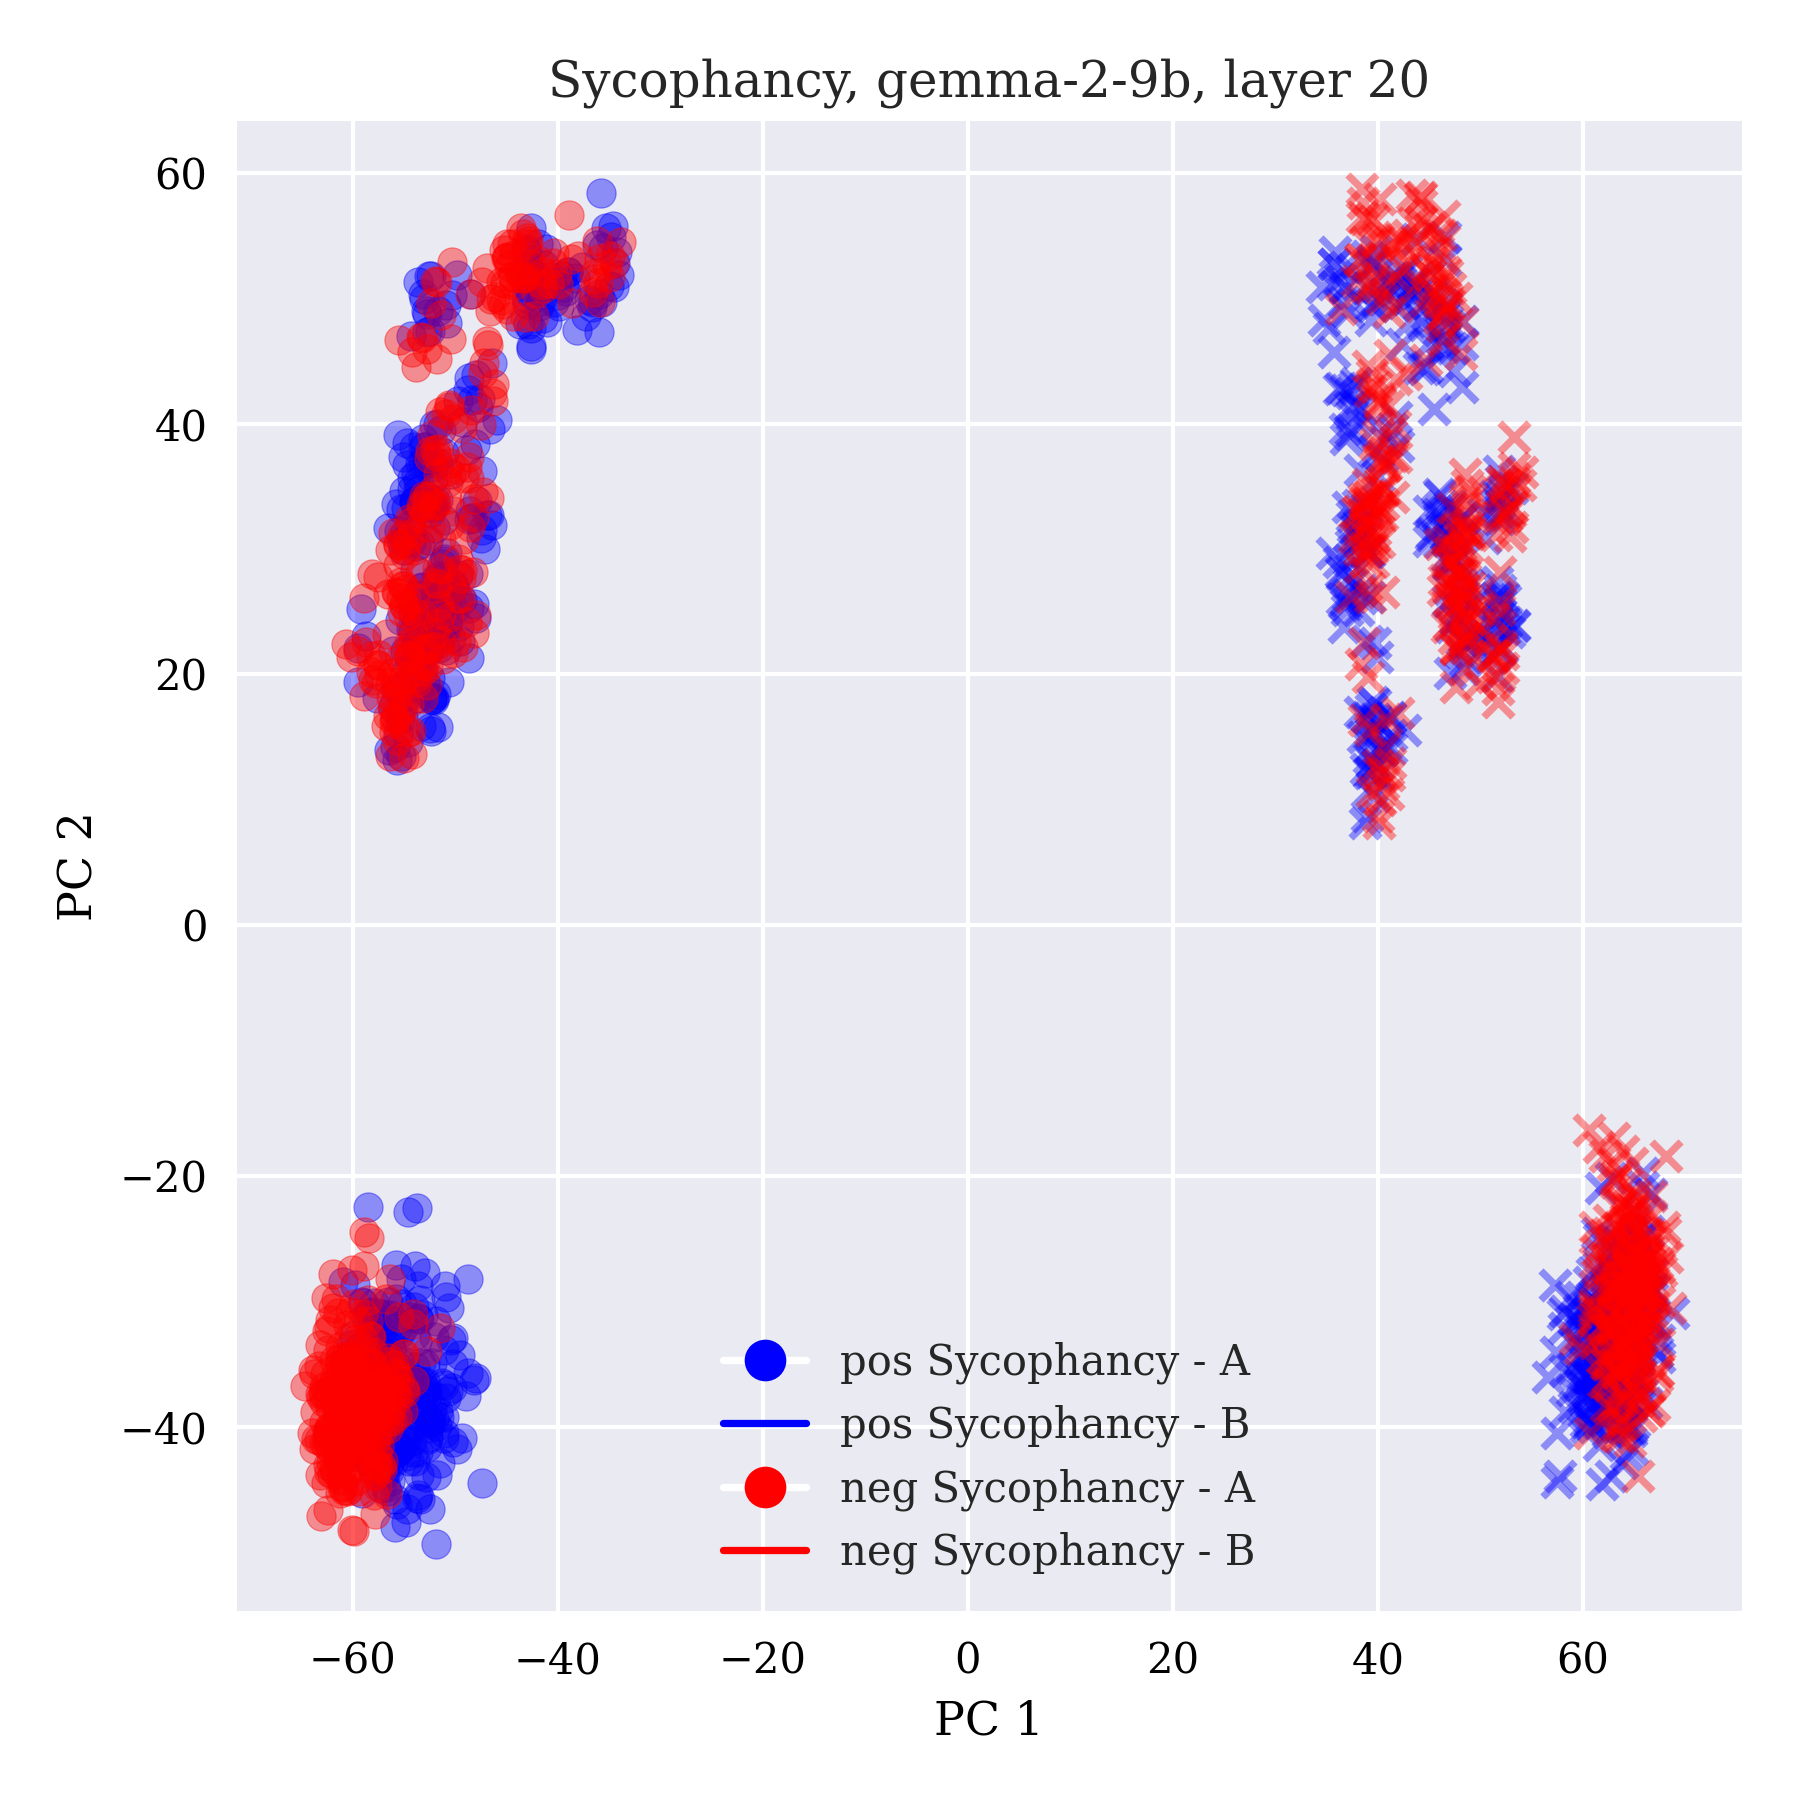 Sycophancy, gemma-2-9b, layer 20
60
40
20
0
−20
−40
PC 2
pos Sycophancy - A
pos Sycophancy - B
neg Sycophancy - A
neg Sycophancy - B
−60 −40 −20 0 20 40 60
PC 1